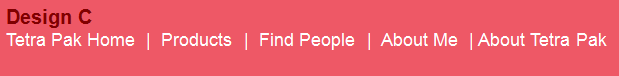 Design C
Tetra Pak Home | Products | Find People | About Me | About Tetra Pak